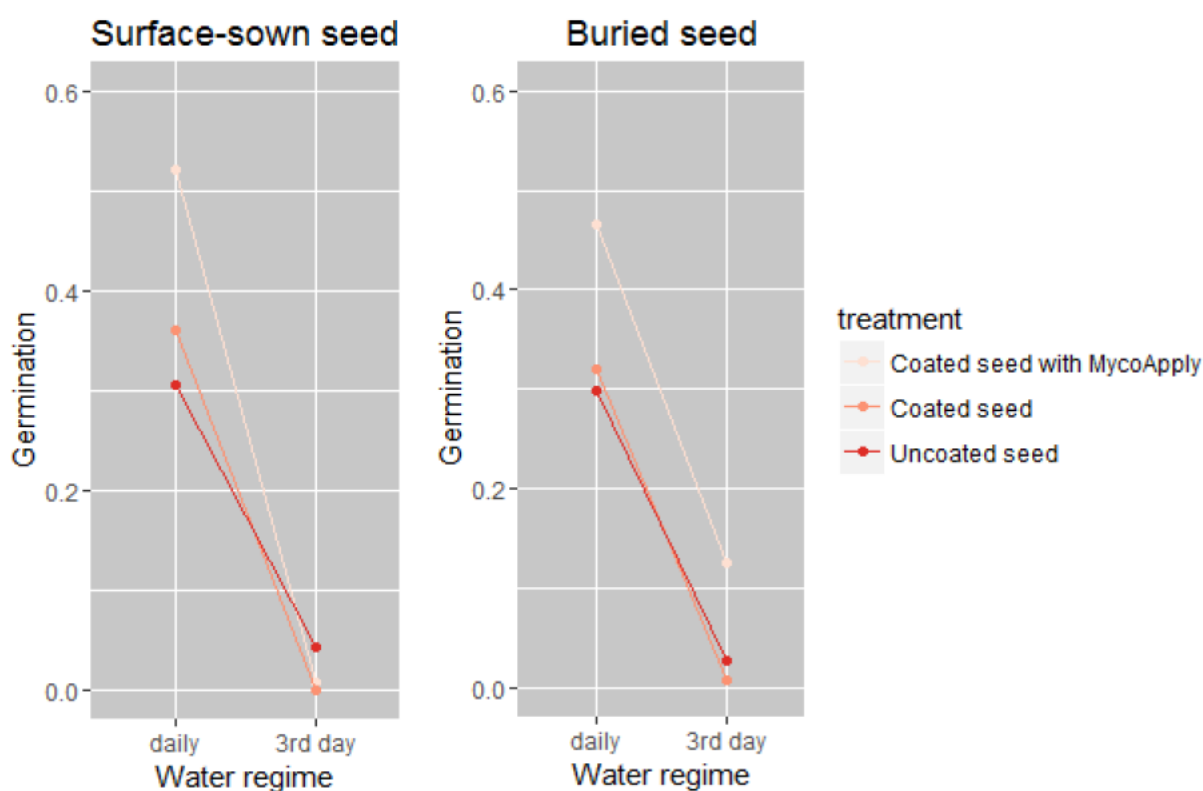 Surface-sown seed
0.6
0.4
0.2
0.0
Germination
daily
3rd day
Water regime
Buried seed
0.6
0.4
0.2
0.0
Germination
daily
3rd day
Water regime
treatment
Coated seed with MycoApply
Coated seed
Uncoated seed